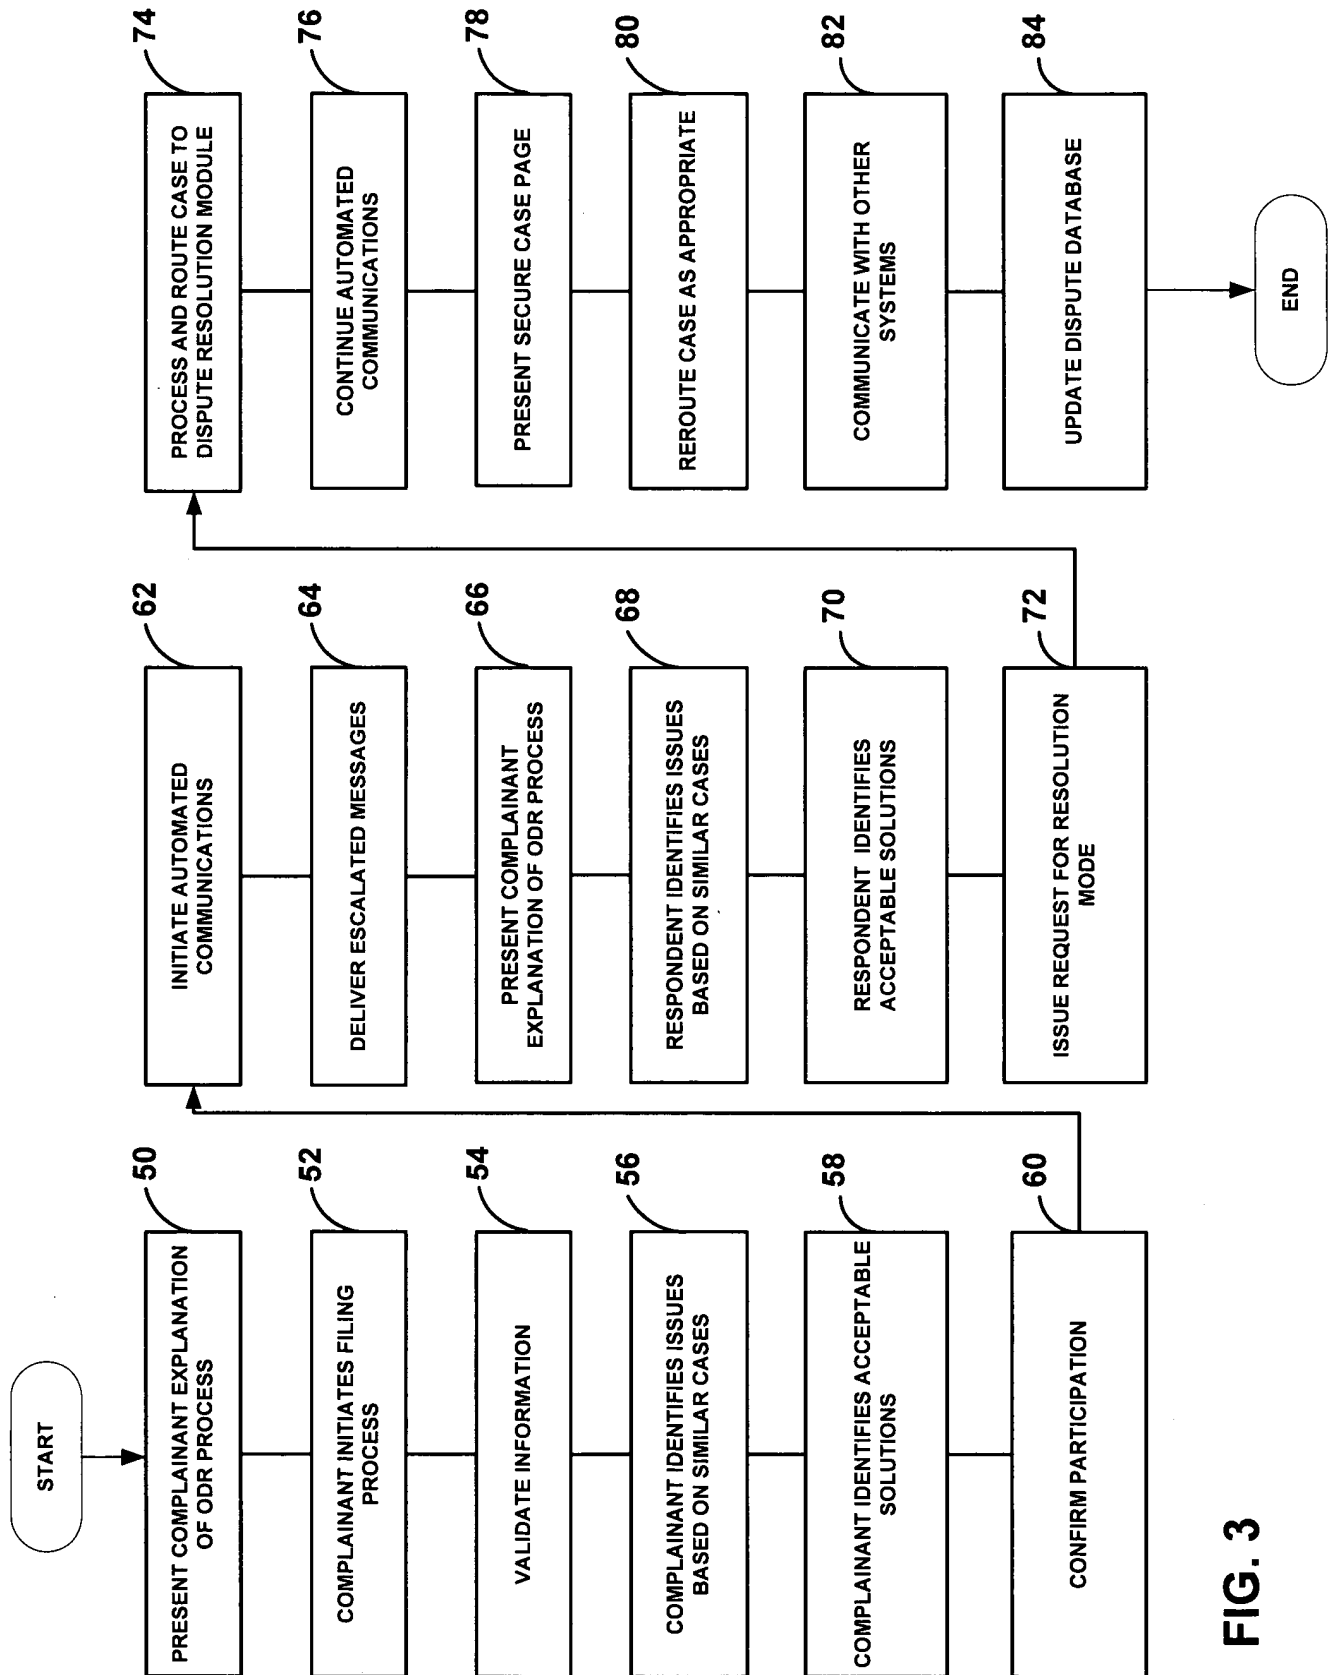 START
50
PRESENT COMPLAINANT EXPLANATION
OF ODR PROCESS
52
COMPLAINANT INITIATES FILING
PROCESS
54
VALIDATE INFORMATION
56
COMPLAINANT IDENTIFIES ISSUES
BASED ON SIMILAR CASES
58
COMPLAINANT IDENTIFIES ACCEPTABLE
SOLUTIONS
60
CONFIRM PARTICIPATION
62
INITIATE AUTOMATED
COMMUNICATIONS
64
DELIVER ESCALATED MESSAGES
66
PRESENT COMPLAINANT
EXPLANATION OF ODR PROCESS
68
RESPONDENT IDENTIFIES ISSUES
BASED ON SIMILAR CASES
70
RESPONDENT IDENTIFIES
ACCEPTABLE SOLUTIONS
72
ISSUE REQUEST FOR RESOLUTION
MODE
74
PROCESS AND ROUTE CASE TO
DISPUTE RESOLUTION MODULE
76
CONTINUE AUTOMATED
COMMUNICATIONS
78
PRESENT SECURE CASE PAGE
80
REROUTE CASE AS APPROPRIATE
82
COMMUNICATE WITH OTHER
SYSTEMS
84
UPDATE DISPUTE DATABASE
END
FIG. 3